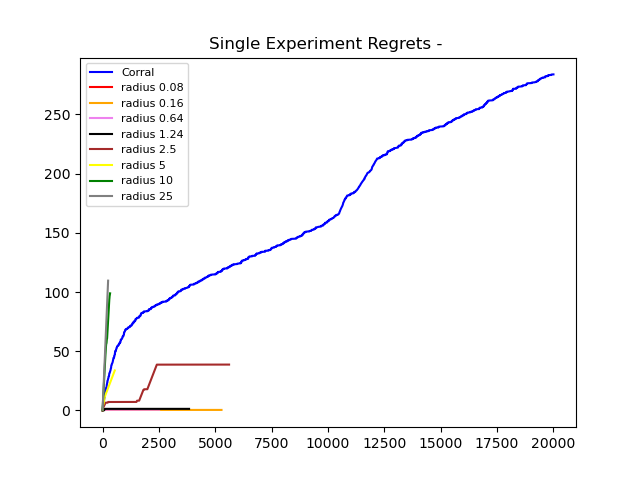 Single Experiment Regrets -
Corral
radius 0.08
radius 0.16
radius 0.64
radius 1.24
radius 2.5
radius 5
radius 10
radius 25
250
200
150
100
50
0
0 2500 5000 7500 10000 12500 15000 17500 20000